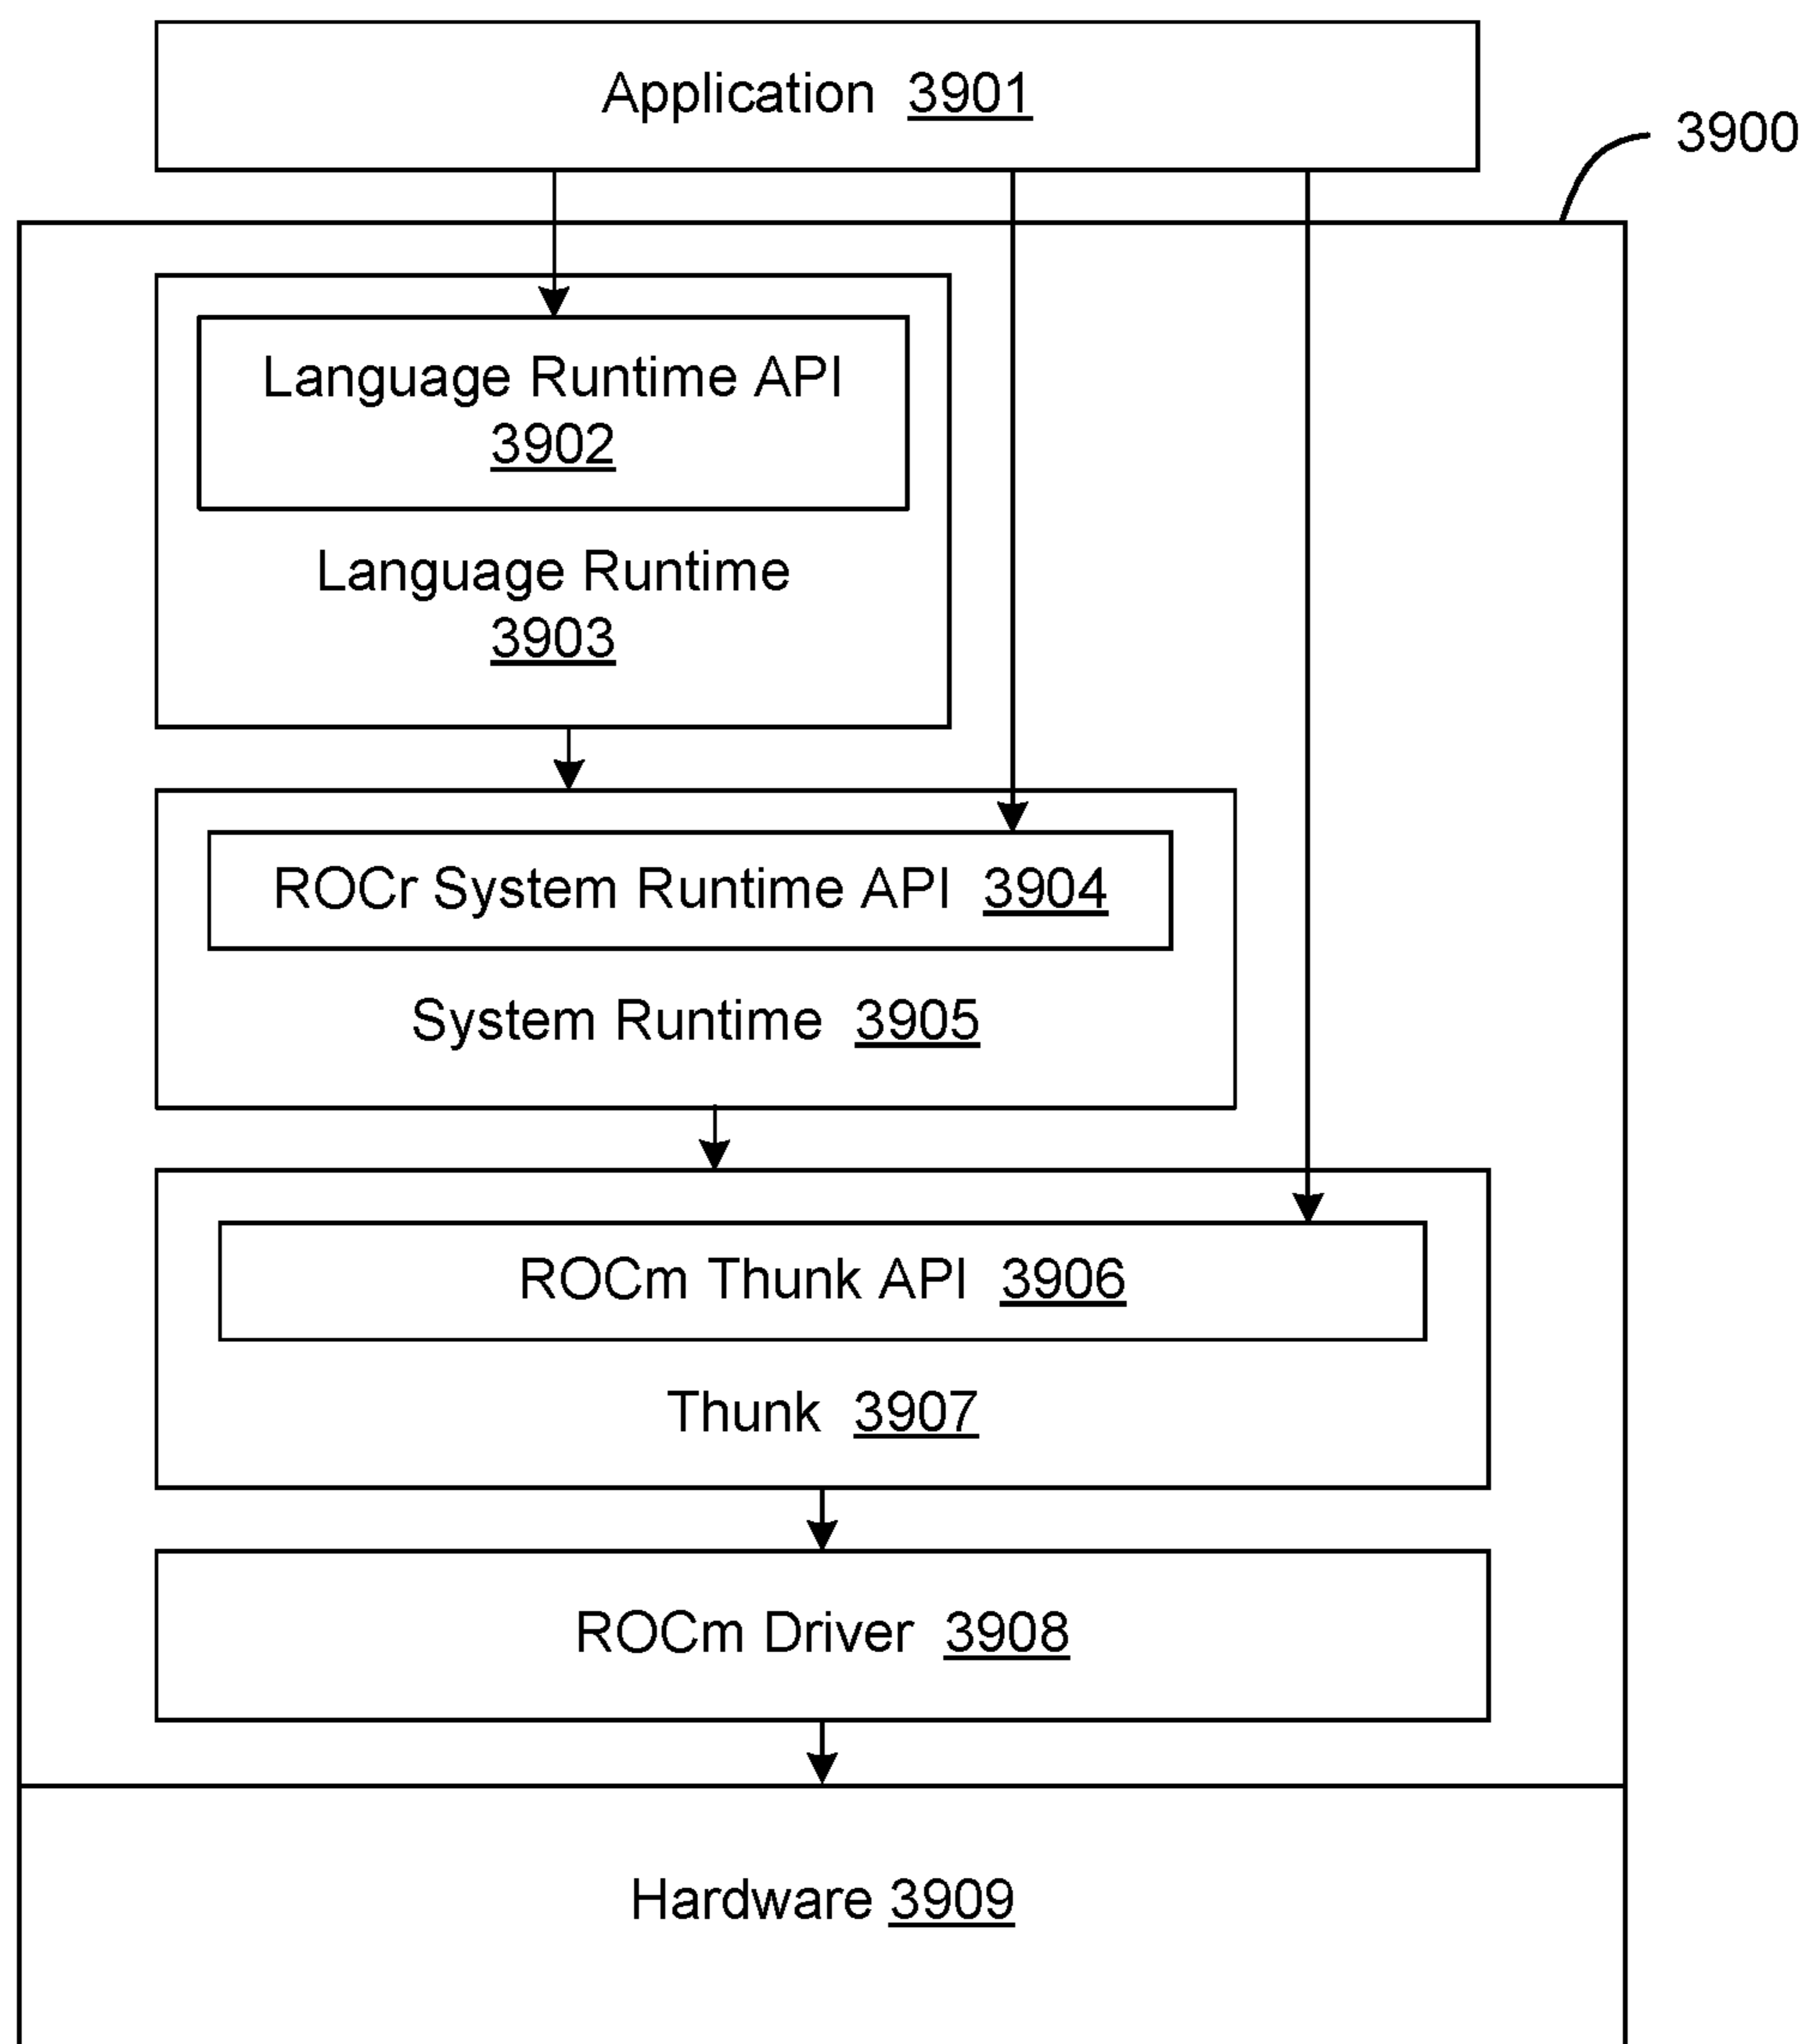 Application 3901
3900
Language Runtime API
3902
Language Runtime
3903
ROCr System Runtime API 3904
System Runtime 3905
ROCm Thunk API 3906
Thunk 3907
ROCm Driver 3908
Hardware 3909